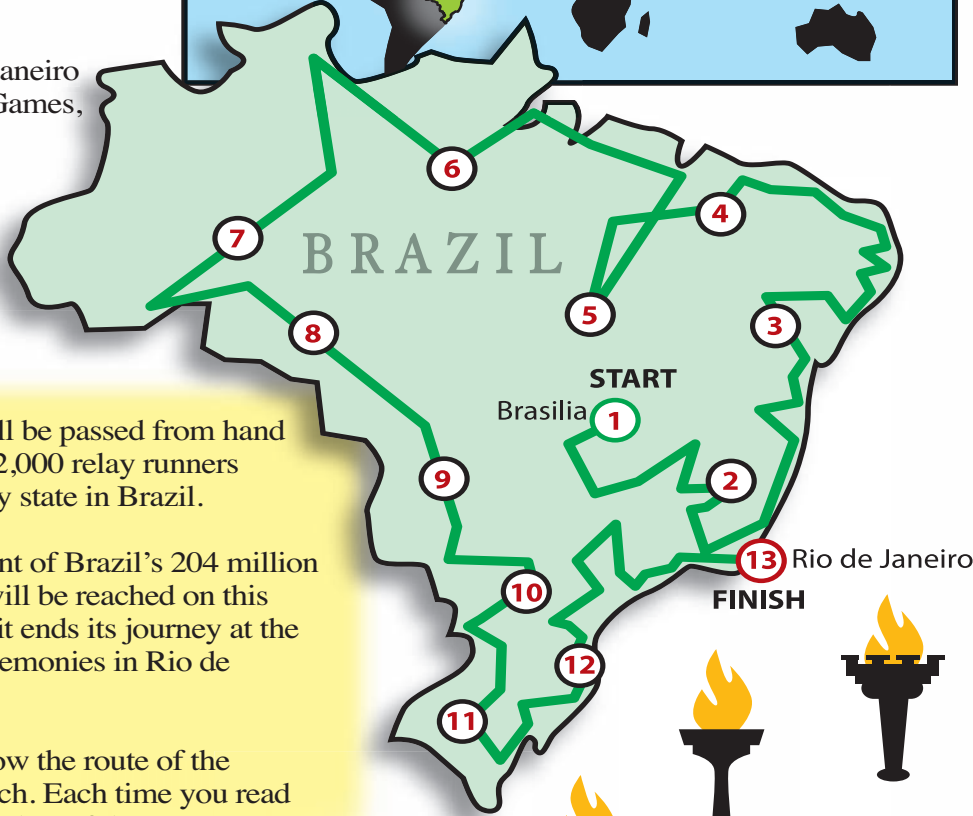 aneiro
Games,
6
4
7
BRAZIL
5
3
8
START
Brasilia
1
ll be passed from hand
2,000 relay runners
y state in Brazil.
9
2
nt of Brazil's 204 million
will be reached on this
it ends its journey at the
remonies in Rio de
13
Rio de Janeiro
10
FINISH
12
11
ow the route of the
ch. Each time you read